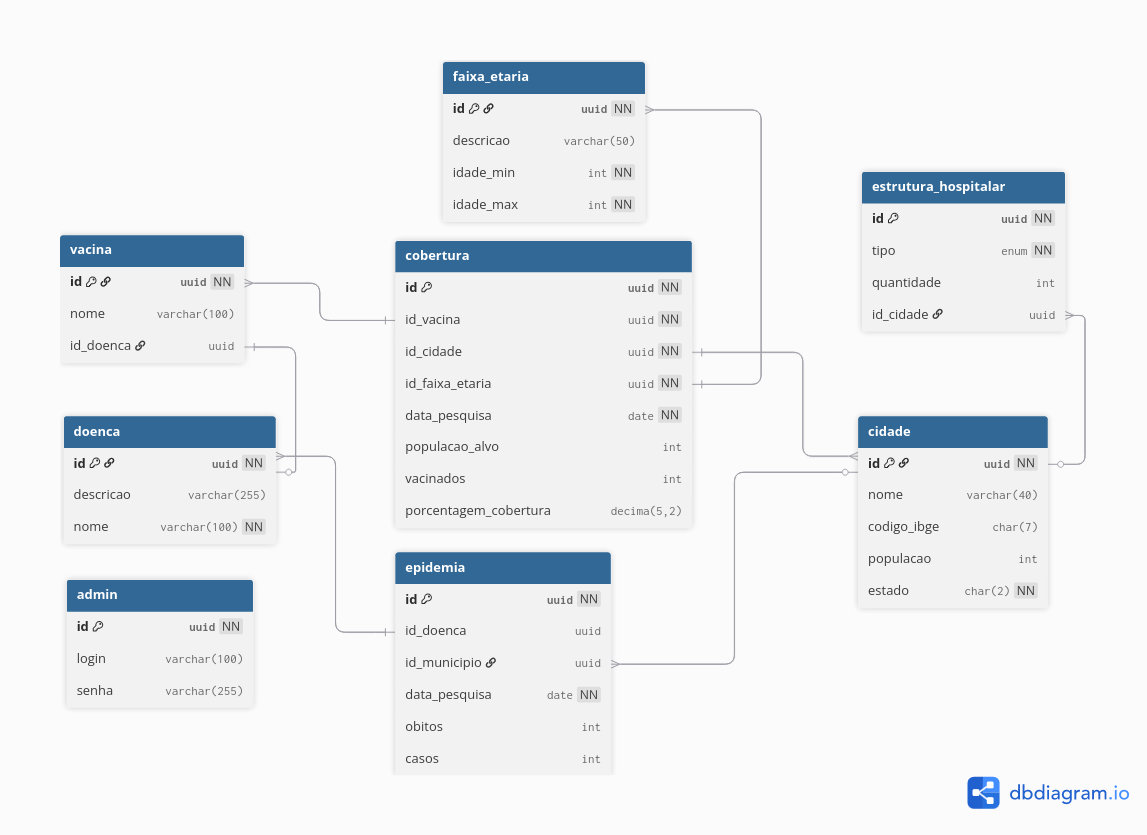 faixa_etaria
id uuid NN
descricao varchar(50)
idade_min int NN
idade_max int NN
estrutura_hospitalar
id uuid NN
tipo enum NN
quantidade int
id_cidade uuid
vacina
id uuid NN
nome varchar(100)
id_doenca uuid
cobertura
id uuid NN
id_vacina uuid NN
id_cidade uuid NN
id_faixa_etaria uuid NN
data_pesquisa date NN
populacao_alvo int
vacinados int
porcentagem_cobertura decima(5,2)
doenca
id uuid NN
descricao varchar(255)
nome varchar(100) NN
cidade
id uuid NN
nome varchar(40)
codigo_ibge char(7)
populacao int
estado char(2) NN
admin
id uuid NN
login varchar(100)
senha varchar(255)
epidemia
id uuid NN
id_doenca uuid
id_municipio uuid
data_pesquisa date NN
obitos int
casos int
dbdiagram.io